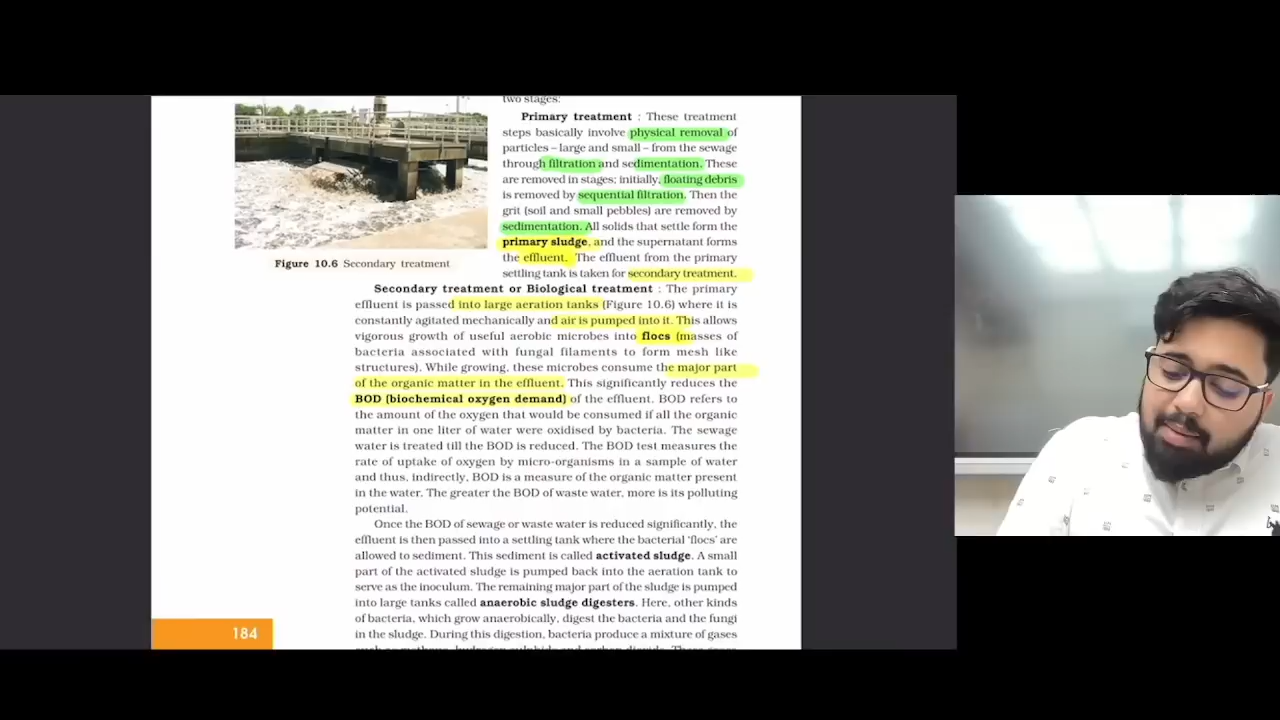 two stages:
Primary treatment : These treatment
steps basically involve physical removal of
particles – large and small – from the sewage
through filtration and sedimentation. These
are removed in stages; initially, floating debris
is removed by sequential filtration. Then the
grit (soil and small pebbles) are removed by
sedimentation. All solids that settle form the
primary sludge, and the supernatant forms
the effluent. The effluent from the primary
settling tank is taken for secondary treatment.
Figure 10.6 Secondary treatment
Secondary treatment or Biological treatment : The primary
effluent is passed into large aeration tanks (Figure 10.6) where it is
constantly agitated mechanically and air is pumped into it. This allows
vigorous growth of useful aerobic microbes into flocs (masses of
bacteria associated with fungal filaments to form mesh like
structures). While growing, these microbes consume the major part
of the organic matter in the effluent. This significantly reduces the
BOD (biochemical oxygen demand) of the effluent. BOD refers to
the amount of the oxygen that would be consumed if all the organic
matter in one liter of water were oxidised by bacteria. The sewage
water is treated till the BOD is reduced. The BOD test measures the
rate of uptake of oxygen by micro-organisms in a sample of water
and thus, indirectly, BOD is a measure of the organic matter present
in the water. The greater the BOD of waste water, more is its polluting
potential.
Once the BOD of sewage or waste water is reduced significantly, the
effluent is then passed into a settling tank where the bacterial ‘flocs’ are
allowed to sediment. This sediment is called activated sludge. A small
part of the activated sludge is pumped back into the aeration tank to
serve as the inoculum. The remaining major part of the sludge is pumped
into large tanks called anaerobic sludge digesters. Here, other kinds
of bacteria, which grow anaerobically, digest the bacteria and the fungi
in the sludge. During this digestion, bacteria produce a mixture of gases
184